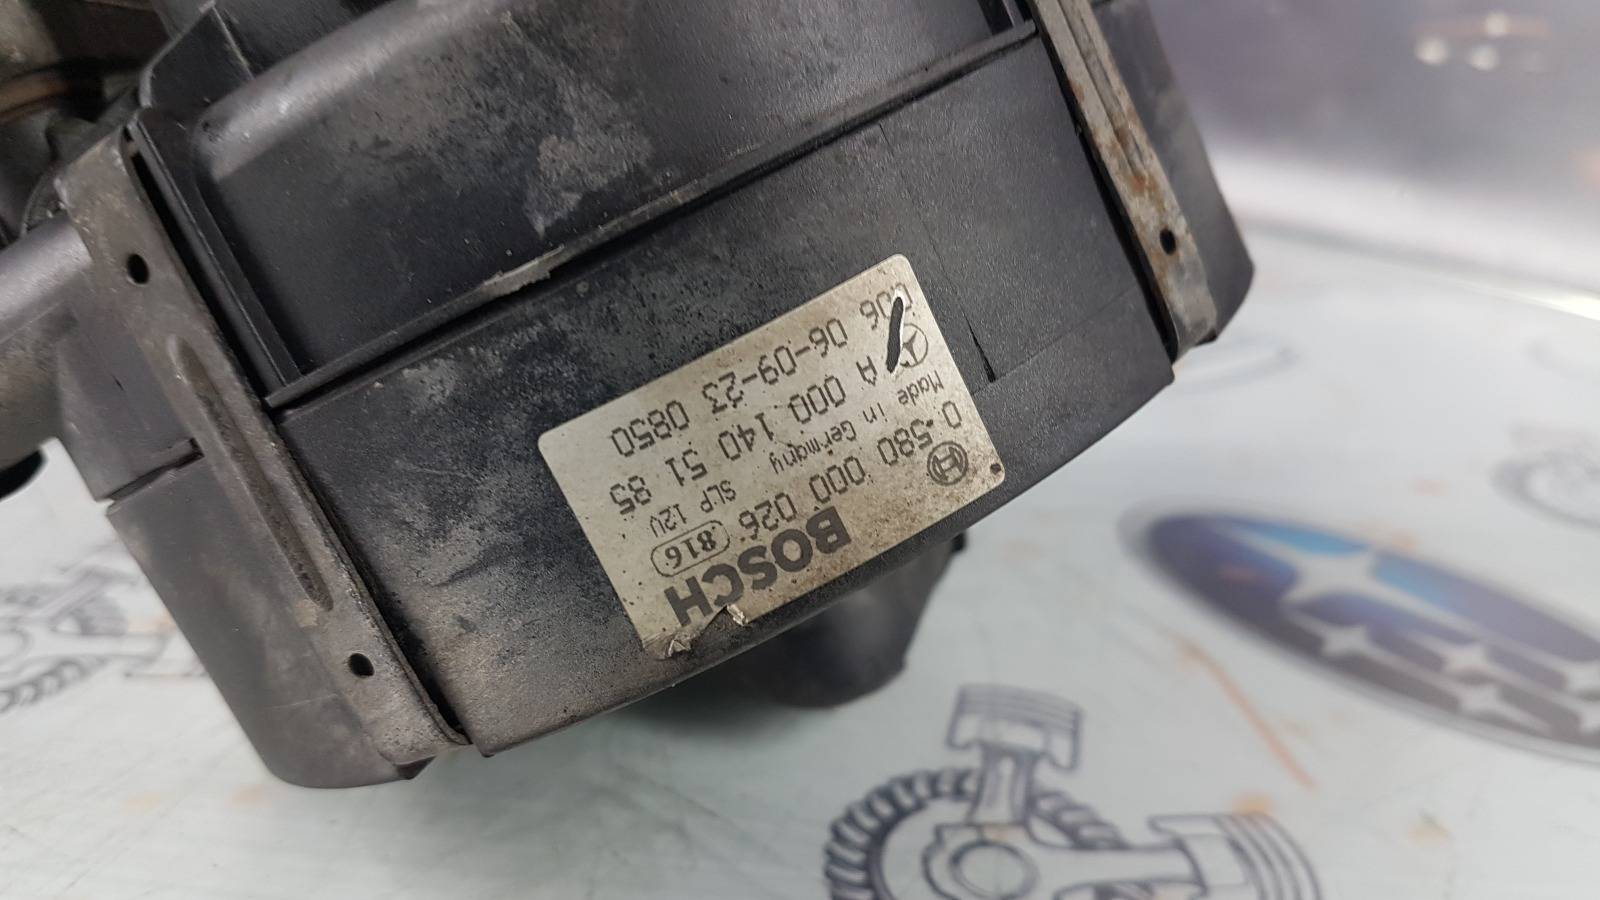 BOSCH
0 580 000 026 816
Made in Germany SLP 12V
A 000 140 51 85
006 06-09-23 0850